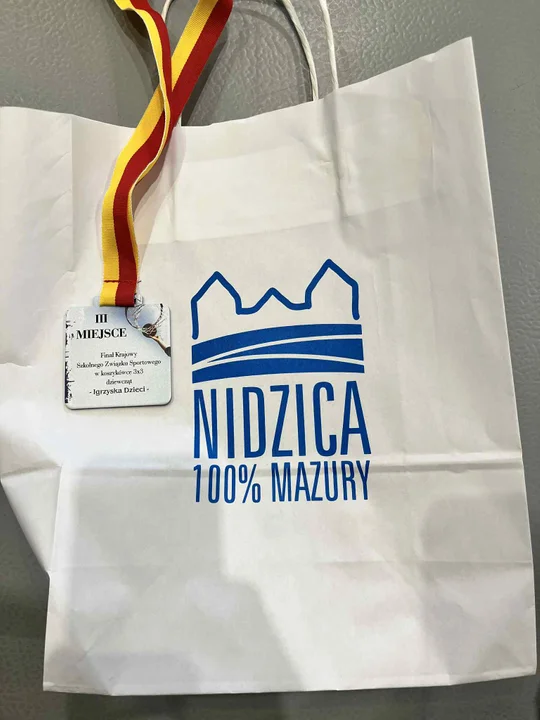 III
MIEJSCE
Finał Krajowy
Szkolnego Związku Sportowego
w koszykówce 3x3
dziewcząt
- Igrzyska Dzieci -
NIDZICA
100% MAZURY